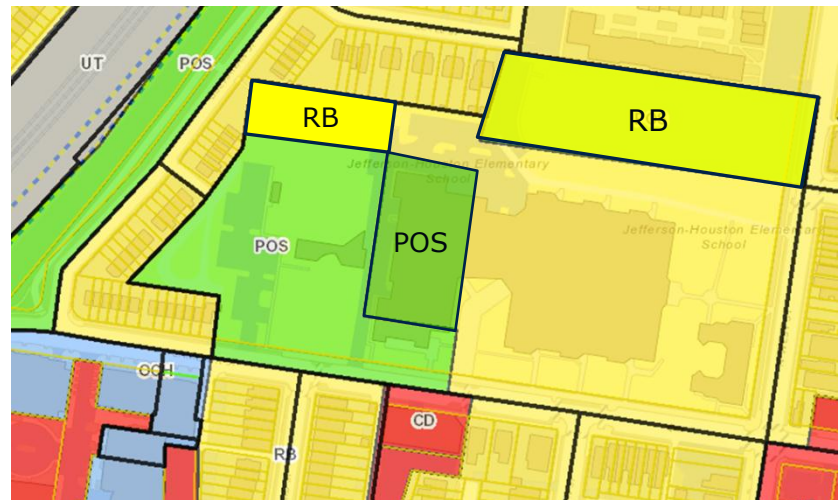 UT
POS
RB
RB
Jefferson-Houston Elementary
School
POS
POS
Jefferson-Houston Elementary
School
OCH
CD
RB